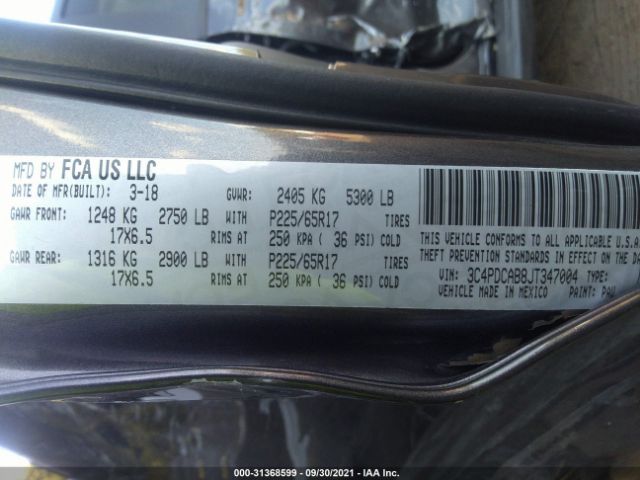 MFD BY FCA US LLC
DATE OF MFR(BUILT): 3-18 GVWR: 2405 KG 5300 LB
GAWR FRONT: 1248 KG 2750 LB WITH P225/65R17 TIRES
17X6.5 RIMS AT 250 KPA ( 36 PSI) COLD
GAWR REAR: 1316 KG 2900 LB WITH P225/65R17 TIRES
17X6.5 RIMS AT 250 KPA ( 36 PSI) COLD
THIS VEHICLE CONFORMS TO ALL APPLICABLE
THEFT PREVENTION STANDARDS IN EFFECT ON THE DA
VIN: 3C4PDCAB8JT347004 TYPE:
VEHICLE MADE IN MEXICO PAINT: PAU
000-31368599 — 09/30/2021 — IAA Inc.